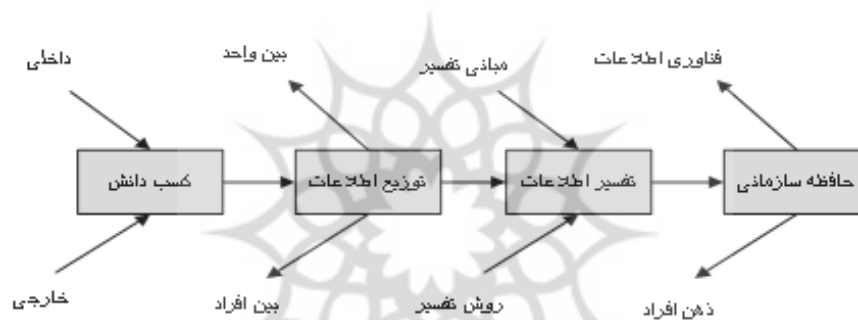 داخلی
بین واحد
مبانی تفسیر
فناوری اطلاعات
کسب دانش
توزیع اطلاعات
تفسیر اطلاعات
حافظه سازمانی
خارجی
بین افراد
روش تفسیر
ذهن افراد